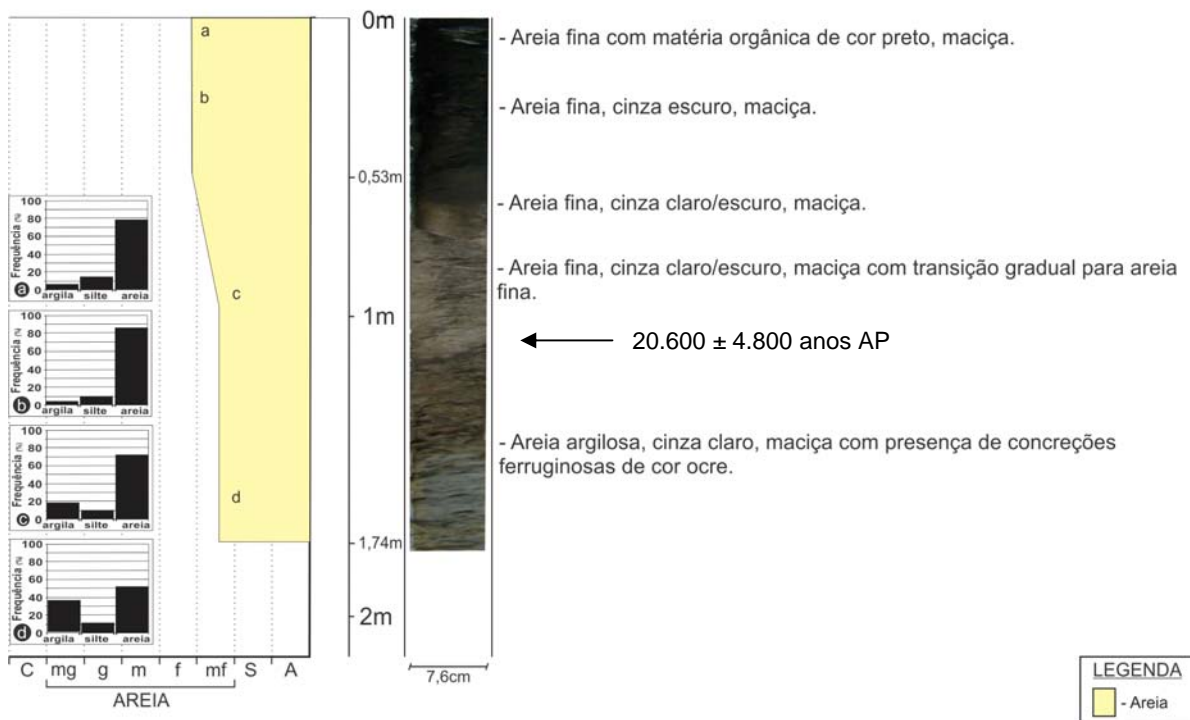 0m
a
- Areia fina com matéria orgânica de cor preto, maciça.
b
- Areia fina, cinza escuro, maciça.
0,53m
- Areia fina, cinza claro/escuro, maciça.
- Areia fina, cinza claro/escuro, maciça com transição gradual para areia
fina.
c
1m
20.600 ± 4.800 anos AP
- Areia argilosa, cinza claro, maciça com presença de concreções
ferruginosas de cor ocre.
d
1,74m
2m
7,6cm
100
80
60
40
20
0
Frequência (%)
a
argila silte areia
100
80
60
40
20
0
Frequência (%)
b
argila silte areia
100
80
60
40
20
0
Frequência (%)
c
argila silte areia
100
80
60
40
20
0
Frequência (%)
d
argila silte areia
C mg g m f mf S A
AREIA
LEGENDA
- Areia